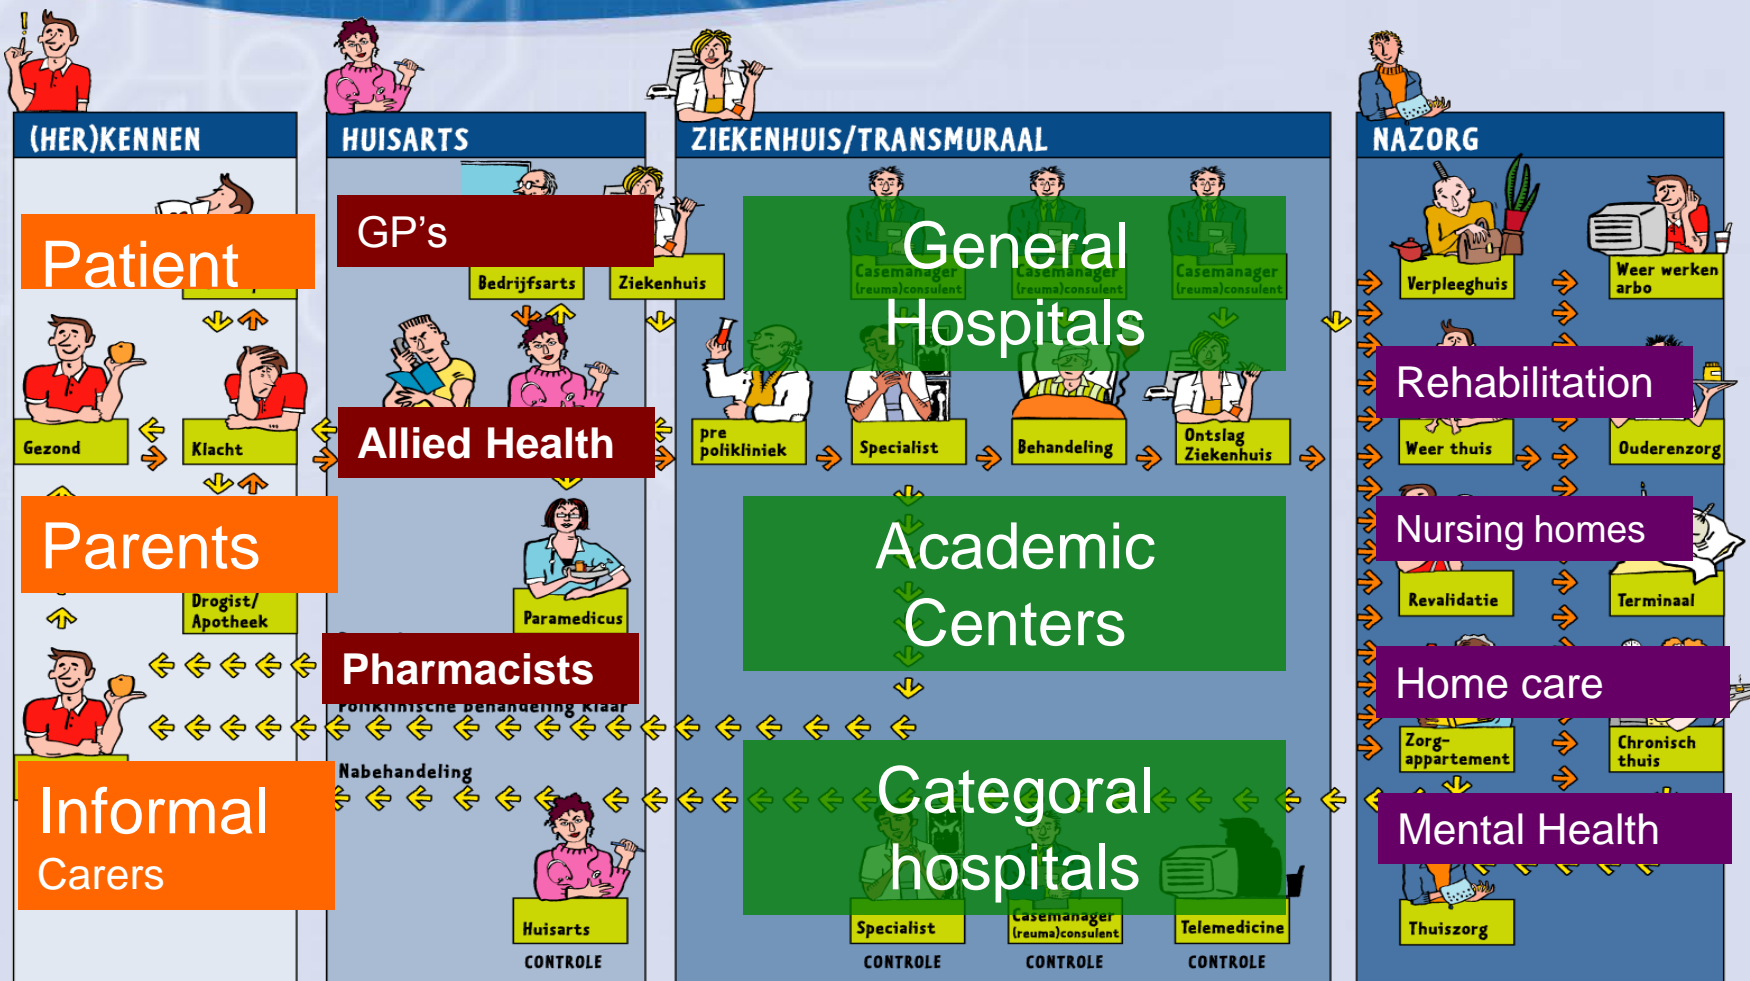 (HER)KENNEN
Patient
Gezond
Klacht
Parents
Drogist/
Apotheek
Informal
Carers
HUISARTS
GP's
Bedrijfsarts
Ziekenhuis
Allied Health
Paramedicus
Pharmacists
Poliklinische behandeling klaar
Nabehandeling
Huisarts
CONTROLE
ZIEKENHUIS/TRANSMURAAL
General
Hospitals
Casemanager
(reuma)consulent
Casemanager
(reuma)consulent
Casemanager
(reuma)consulent
pre
polikliniek
Specialist
Behandeling
Ontslag
Ziekenhuis
Academic
Centers
Categoral
hospitals
Specialist
CONTROLE
Casemanager
(reuma)consulent
CONTROLE
Telemedicine
CONTROLE
NAZORG
Verpleeghuis
Weer werken
arbo
Rehabilitation
Weer thuis
Ouderenzorg
Nursing homes
Revalidatie
Terminaal
Home care
Zorg-
appartement
Chronisch
thuis
Mental Health
Thuiszorg